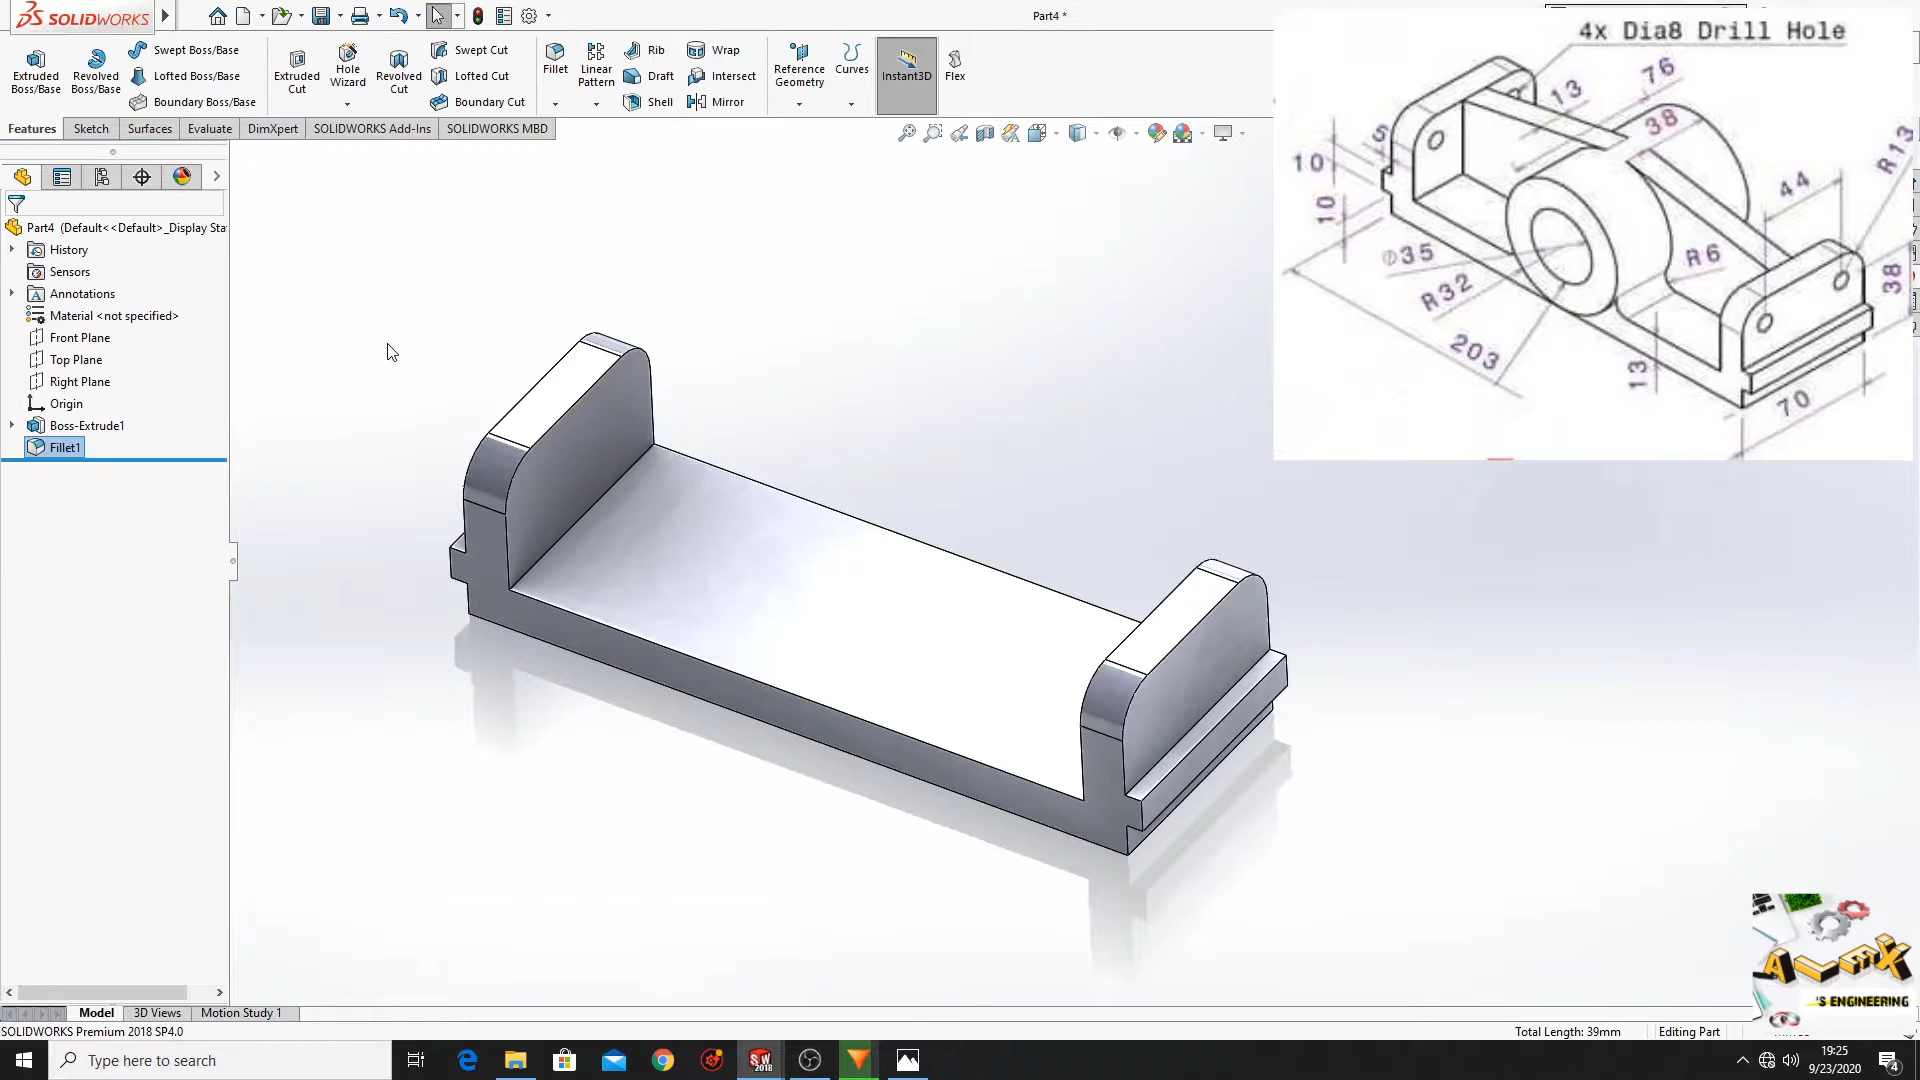 SOLIDWORKS
Part4 *
Extruded Boss/Base
Revolved Boss/Base
Swept Boss/Base
Lofted Boss/Base
Boundary Boss/Base
Extruded Cut
Hole Wizard
Revolved Cut
Swept Cut
Lofted Cut
Boundary Cut
Fillet
Linear Pattern
Rib
Draft
Shell
Wrap
Intersect
Mirror
Reference Geometry
Curves
Instant3D
Flex
Features
Sketch
Surfaces
Evaluate
DimXpert
SOLIDWORKS Add-Ins
SOLIDWORKS MBD
Part4 (Default<<Default>_Display Sta
History
Sensors
Annotations
Material <not specified>
Front Plane
Top Plane
Right Plane
Origin
Boss-Extrude1
Fillet1
4x Dia8 Drill Hole
76
13
38
5
10
10
R13
44
Ø35
R6
R32
38
203
13
70
ALEX
'S ENGINEERING
Model
3D Views
Motion Study 1
SOLIDWORKS Premium 2018 SP4.0
Total Length: 39mm
Editing Part
Type here to search
SW
2018
19:25
9/23/2020
4